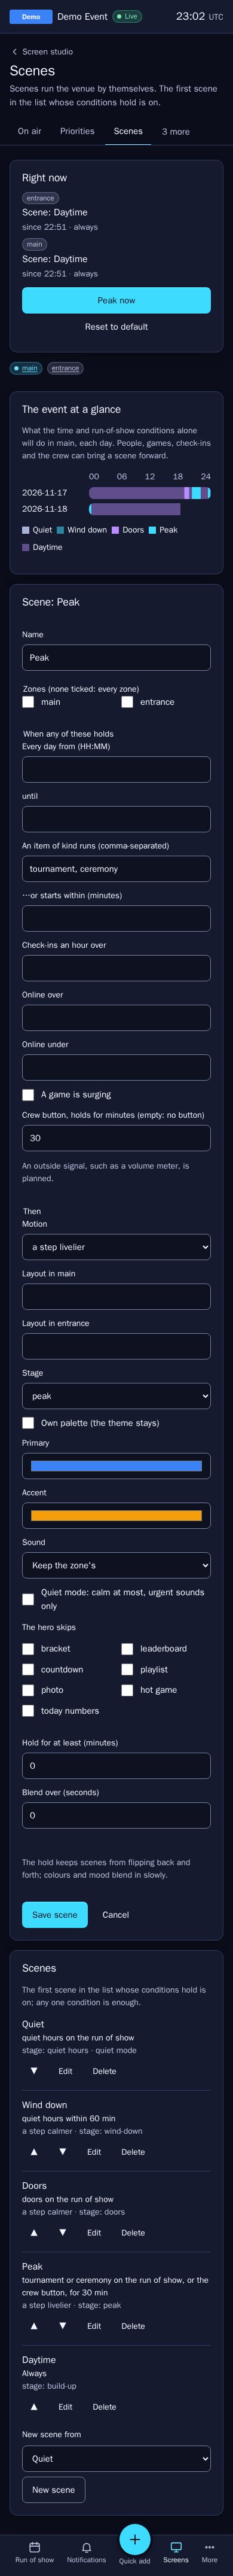 Demo Demo Event Live 23:02 UTC
Screen studio
Scenes
Scenes run the venue by themselves. The first scene
in the list whose conditions hold is on.
On air Priorities Scenes 3 more
Right now
entrance
Scene: Daytime
since 22:51 · always
main
Scene: Daytime
since 22:51 · always
Peak now
Reset to default
main entrance
The event at a glance
What the time and run-of-show conditions alone
will do in main, each day. People, games, check-ins
and the crew can bring a scene forward.
00 06 12 18 24
2026-11-17
2026-11-18
Quiet Wind down Doors Peak
Daytime
Scene: Peak
Name
Peak
Zones (none ticked: every zone)
main entrance
When any of these holds
Every day from (HH:MM)
until
An item of kind runs (comma-separated)
tournament, ceremony
…or starts within (minutes)
Check-ins an hour over
Online over
Online under
A game is surging
Crew button, holds for minutes (empty: no button)
30
An outside signal, such as a volume meter, is
planned.
Then
Motion
a step livelier
Layout in main
Layout in entrance
Stage
peak
Own palette (the theme stays)
Primary
Accent
Sound
Keep the zone's
Quiet mode: calm at most, urgent sounds
only
The hero skips
bracket leaderboard
countdown playlist
photo hot game
today numbers
Hold for at least (minutes)
0
Blend over (seconds)
0
The hold keeps scenes from flipping back and
forth; colours and mood blend in slowly.
Save scene Cancel
Scenes
The first scene in the list whose conditions hold is
on; any one condition is enough.
Quiet
quiet hours on the run of show
stage: quiet hours · quiet mode
▼ Edit Delete
Wind down
quiet hours within 60 min
a step calmer · stage: wind-down
▲ ▼ Edit Delete
Doors
doors on the run of show
a step calmer · stage: doors
▲ ▼ Edit Delete
Peak
tournament or ceremony on the run of show, or the
crew button, for 30 min
a step livelier · stage: peak
▲ ▼ Edit Delete
Daytime
Always
stage: build-up
▲ Edit Delete
New scene from
Quiet
New scene
Run of show Notifications Quick add Screens More